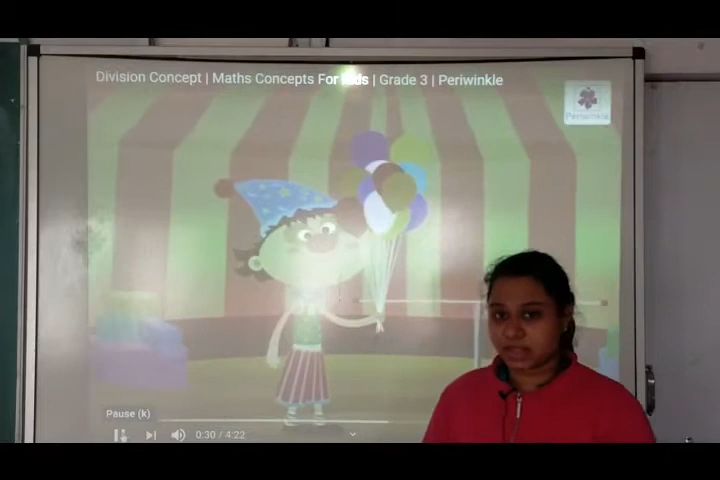 Division Concept | Maths Concepts For Kids | Grade 3 | Periwinkle
Periwinkle
Pause (k)
0:30 / 4:22